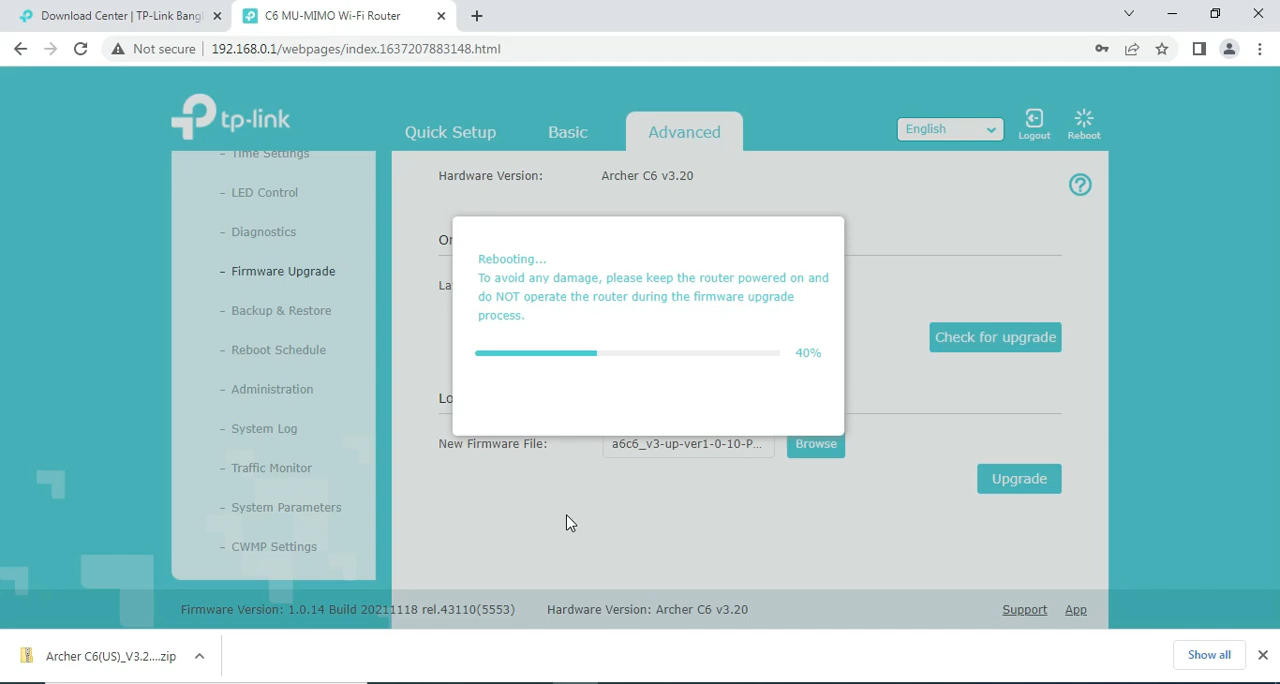 Download Center | TP-Link Bangl
C6 MU-MIMO Wi-Fi Router
Not secure
192.168.0.1/webpages/index.1637207883148.html
tp-link
Quick Setup
Basic
Advanced
English
Logout
Reboot
- Time Settings
- LED Control
- Diagnostics
- Firmware Upgrade
- Backup & Restore
- Reboot Schedule
- Administration
- System Log
- Traffic Monitor
- System Parameters
- CWMP Settings
Hardware Version: Archer C6 v3.20
Rebooting...
To avoid any damage, please keep the router powered on and
do NOT operate the router during the firmware upgrade
process.
40%
Check for upgrade
New Firmware File: a6c6_v3-up-ver1-0-10-P... Browse
Upgrade
Firmware Version: 1.0.14 Build 20211118 rel.43110(5553) Hardware Version: Archer C6 v3.20 Support App
Archer C6(US)_V3.2....zip
Show all